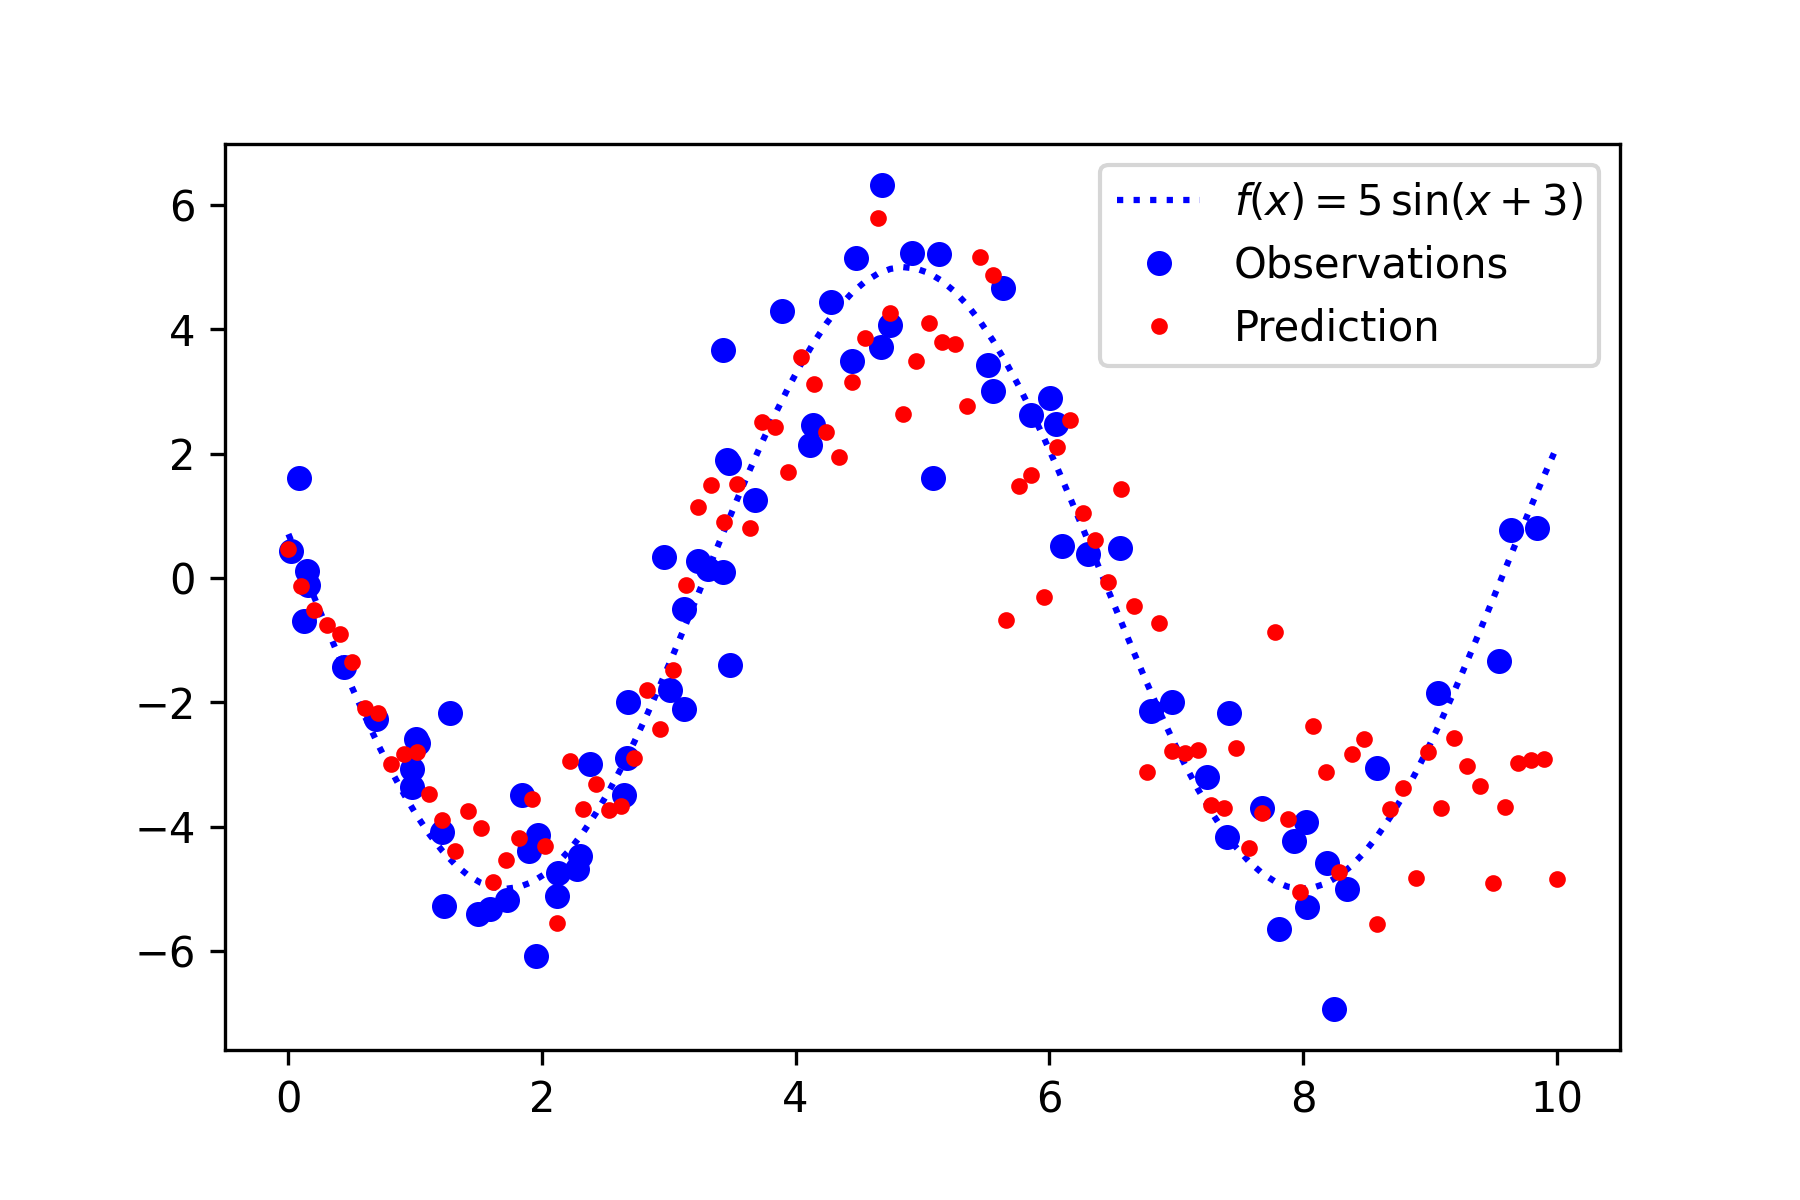 f(x) = 5 sin(x + 3)
Observations
Prediction
6
4
2
0
−2
−4
−6
0 2 4 6 8 10